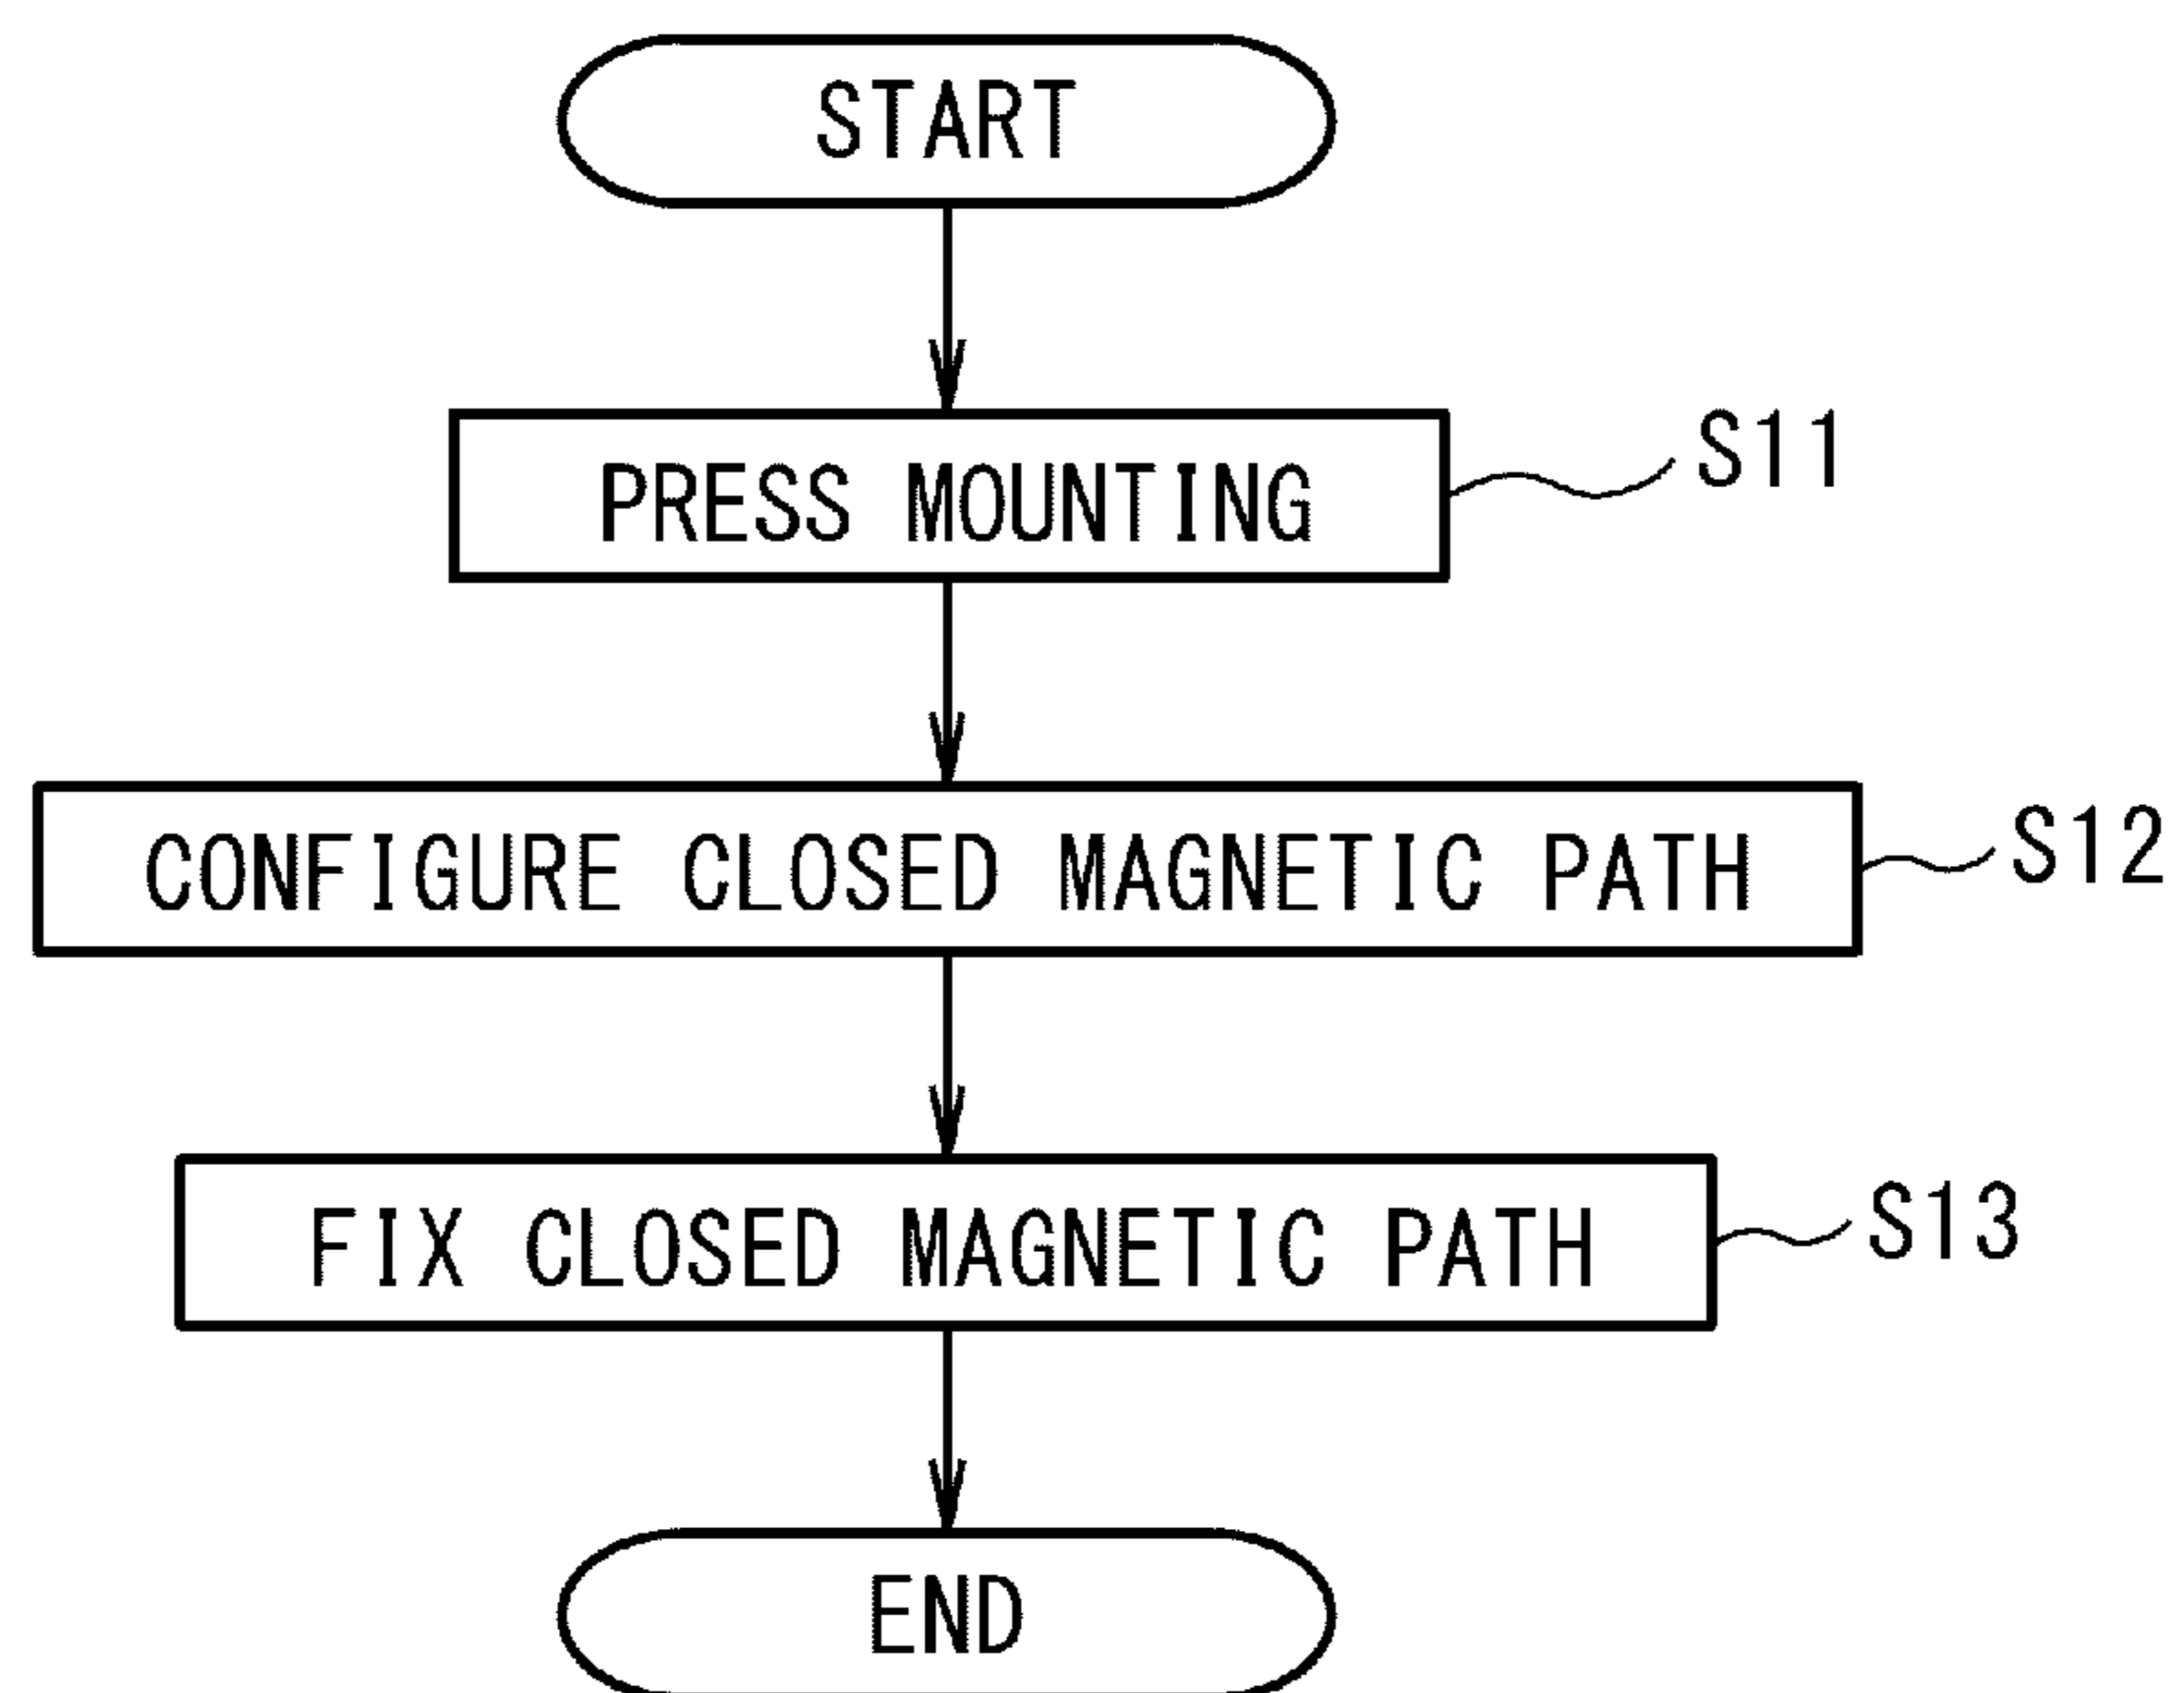 START
PRESS MOUNTING
S11
CONFIGURE CLOSED MAGNETIC PATH
S12
FIX CLOSED MAGNETIC PATH
S13
END